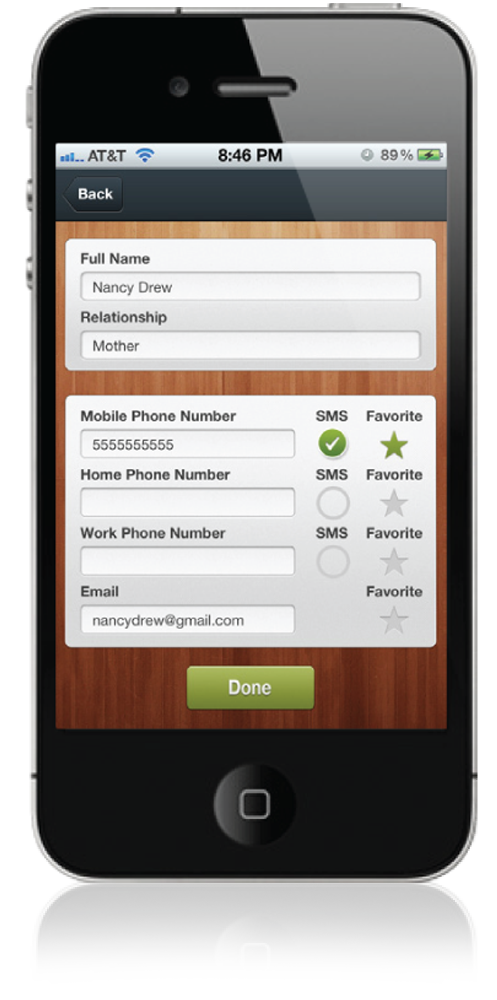 AT&T 8:46 PM 89%
Back
Full Name
Nancy Drew
Relationship
Mother
Mobile Phone Number SMS Favorite
5555555555
Home Phone Number SMS Favorite
Work Phone Number SMS Favorite
Email Favorite
nancydrew@gmail.com
Done